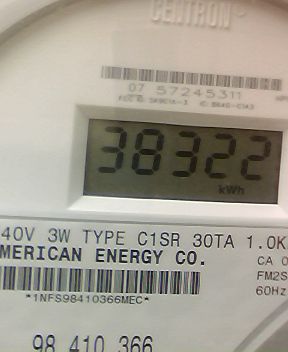 CENTRON
07 57245311
38322
kWh
40V 3W TYPE C1SR 30TA 1.0K
MERICAN ENERGY CO.
CA 0
FM2S
60Hz
*1NFS98410366MEC*
98 410 366